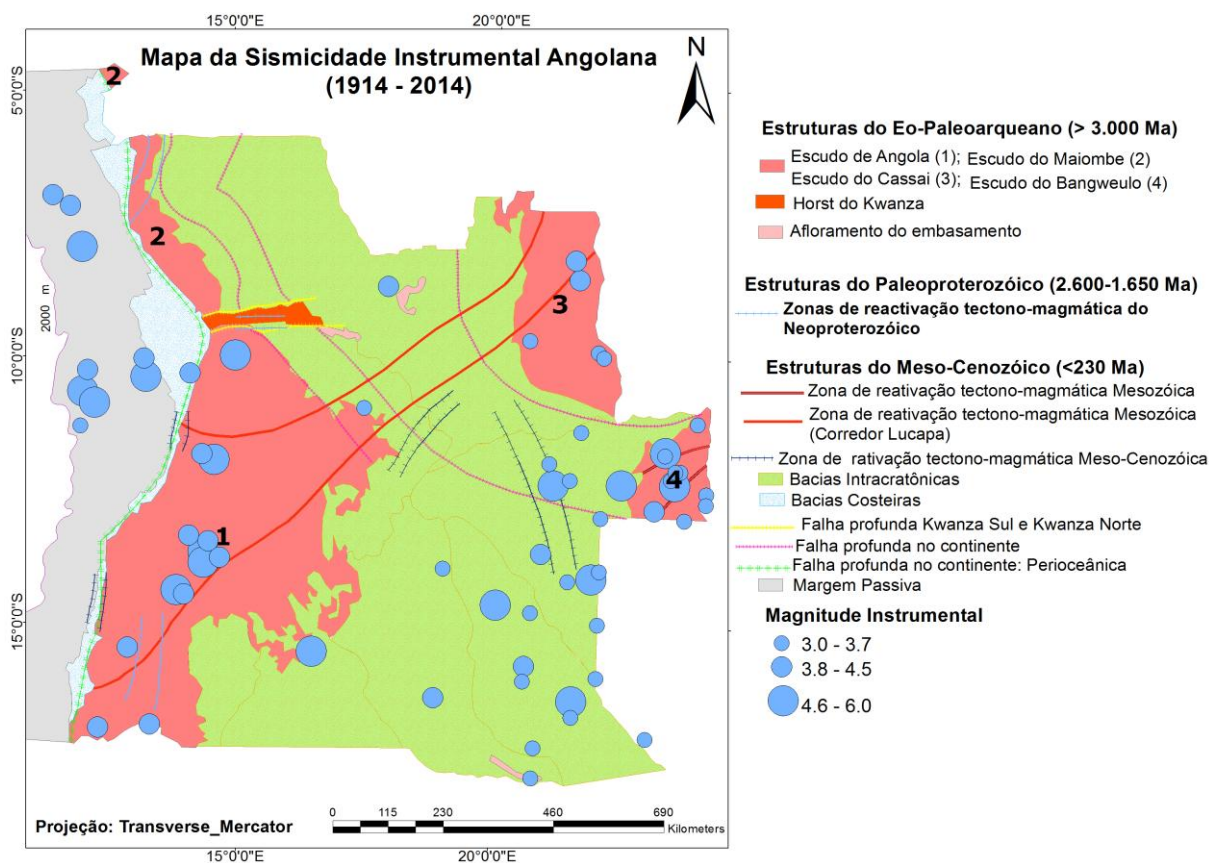 15°0'0"E
20°0'0"E
Mapa da Sismicidade Instrumental Angolana
(1914 - 2014)
N
5°0'0"S
10°0'0"S
15°0'0"S
2000 m
2
2
3
4
1
Projeção: Transverse_Mercator
0
115
230
460
690
Kilometers
15°0'0"E
20°0'0"E
Estruturas do Eo-Paleoarqueano (> 3.000 Ma)
Escudo de Angola (1); Escudo do Maiombe (2)
Escudo do Cassai (3); Escudo do Bangweulo (4)
Horst do Kwanza
Afloramento do embasamento
Estruturas do Paleoproterozóico (2.600-1.650 Ma)
Zonas de reactivação tectono-magmática do
Neoproterozóico
Estruturas do Meso-Cenozóico (<230 Ma)
Zona de reativação tectono-magmática Mesozóica
Zona de reativação tectono-magmática Mesozóica
(Corredor Lucapa)
Zona de rativação tectono-magmática Meso-Cenozóica
Bacias Intracratônicas
Bacias Costeiras
Falha profunda Kwanza Sul e Kwanza Norte
Falha profunda no continente
Falha profunda no continente: Perioceânica
Margem Passiva
Magnitude Instrumental
3.0 - 3.7
3.8 - 4.5
4.6 - 6.0